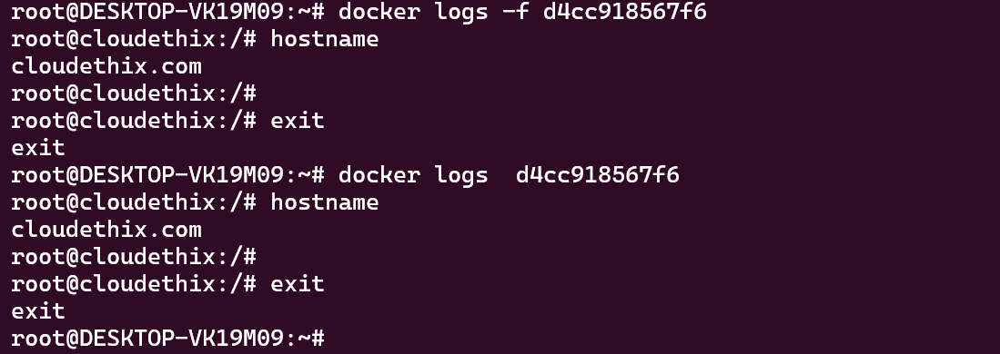 root@DESKTOP-VK19M09:~# docker logs -f d4cc918567f6
root@cloudethix:/# hostname
cloudethix.com
root@cloudethix:/#
root@cloudethix:/# exit
exit
root@DESKTOP-VK19M09:~# docker logs  d4cc918567f6
root@cloudethix:/# hostname
cloudethix.com
root@cloudethix:/#
root@cloudethix:/# exit
exit
root@DESKTOP-VK19M09:~#